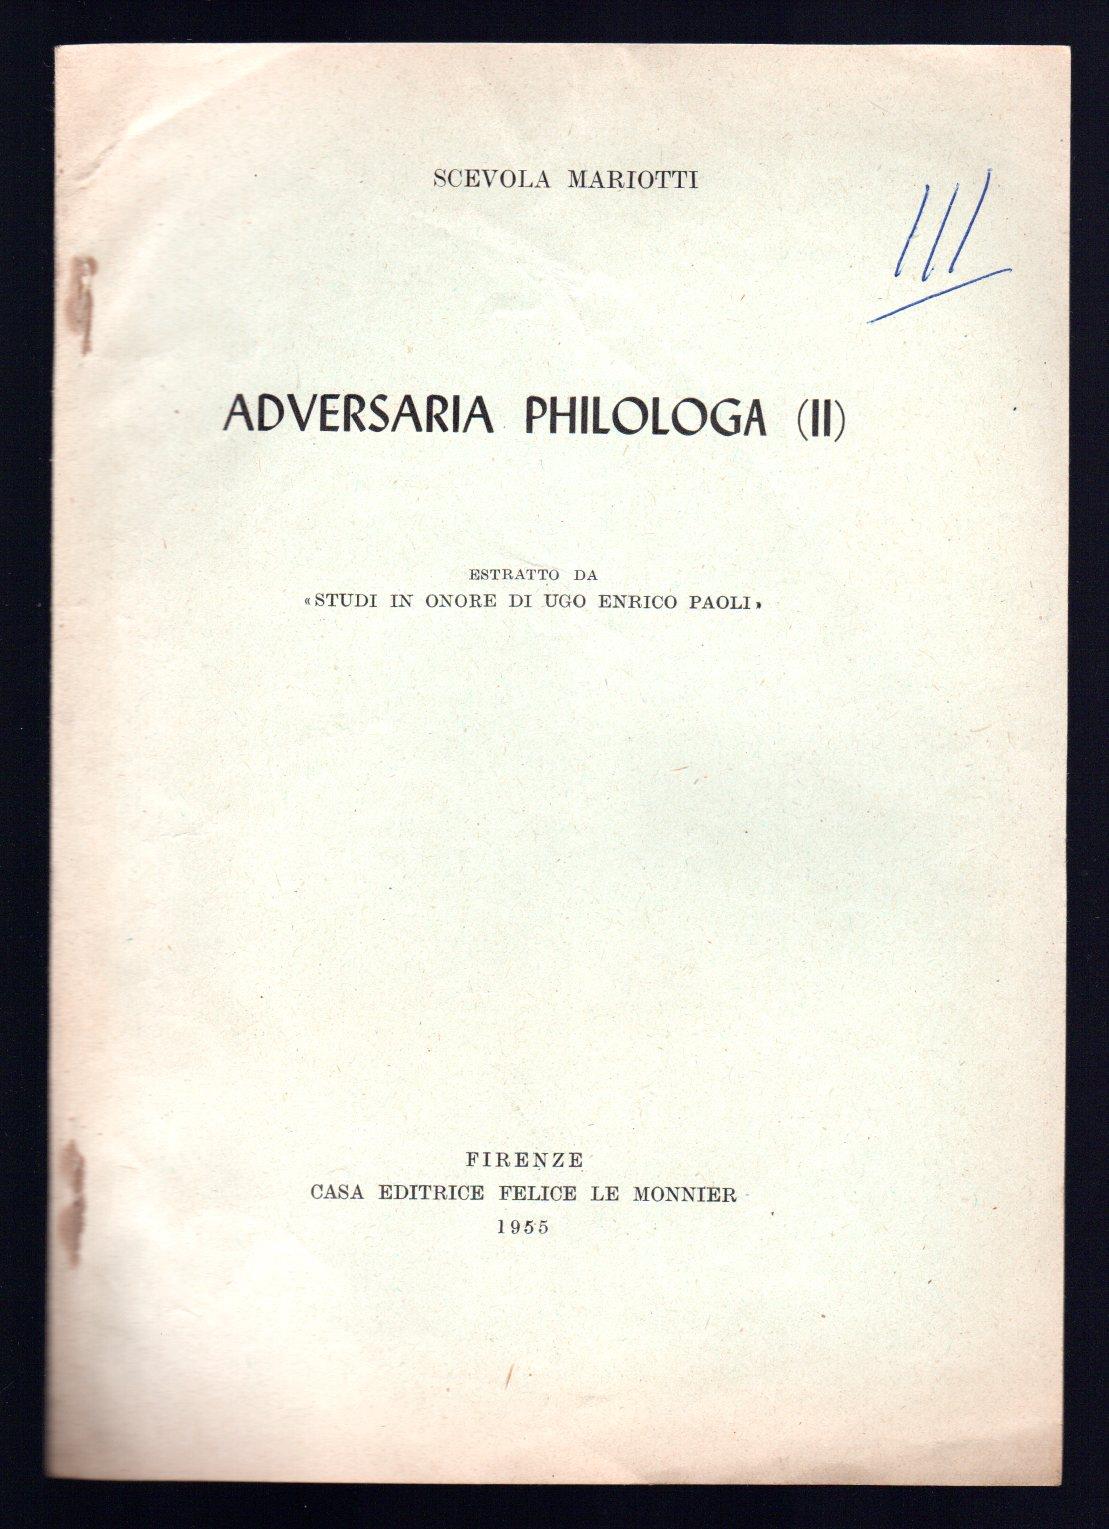 SCEVOLA MARIOTTI
III
ADVERSARIA PHILOLOGA (II)
ESTRATTO DA
«STUDI IN ONORE DI UGO ENRICO PAOLI»
FIRENZE
CASA EDITRICE FELICE LE MONNIER
1955